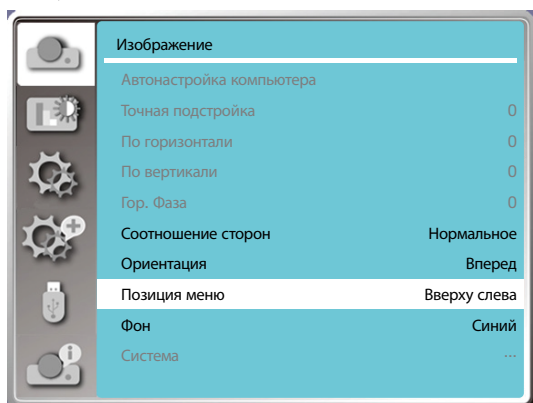 Изображение
Автонастройка компьютера
Точная подстройка 0
По горизонтали 0
По вертикали 0
Гор. Фаза 0
Соотношение сторон Нормальное
Ориентация Вперед
Позиция меню Вверху слева
Фон Синий
Система ...